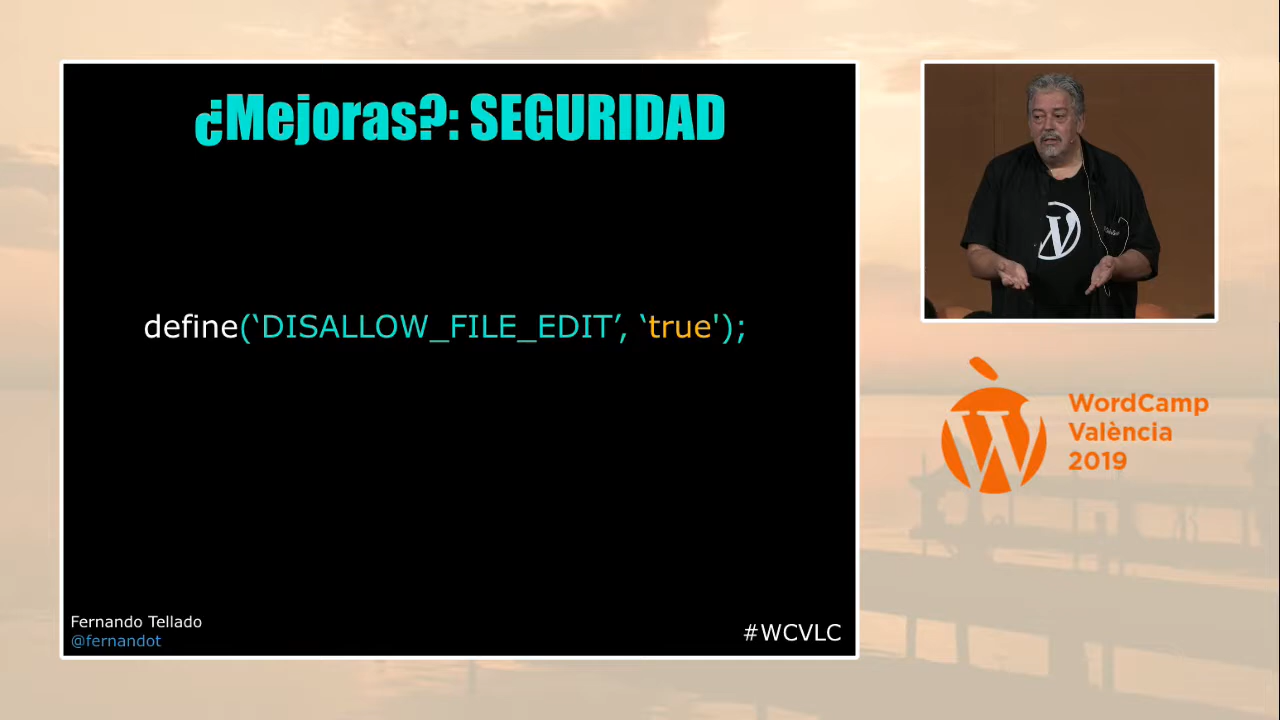 ¿Mejoras?: SEGURIDAD
define(‘DISALLOW_FILE_EDIT’, ‘true');
Fernando Tellado
@fernandot
#WCVLC
WordCamp
València
2019